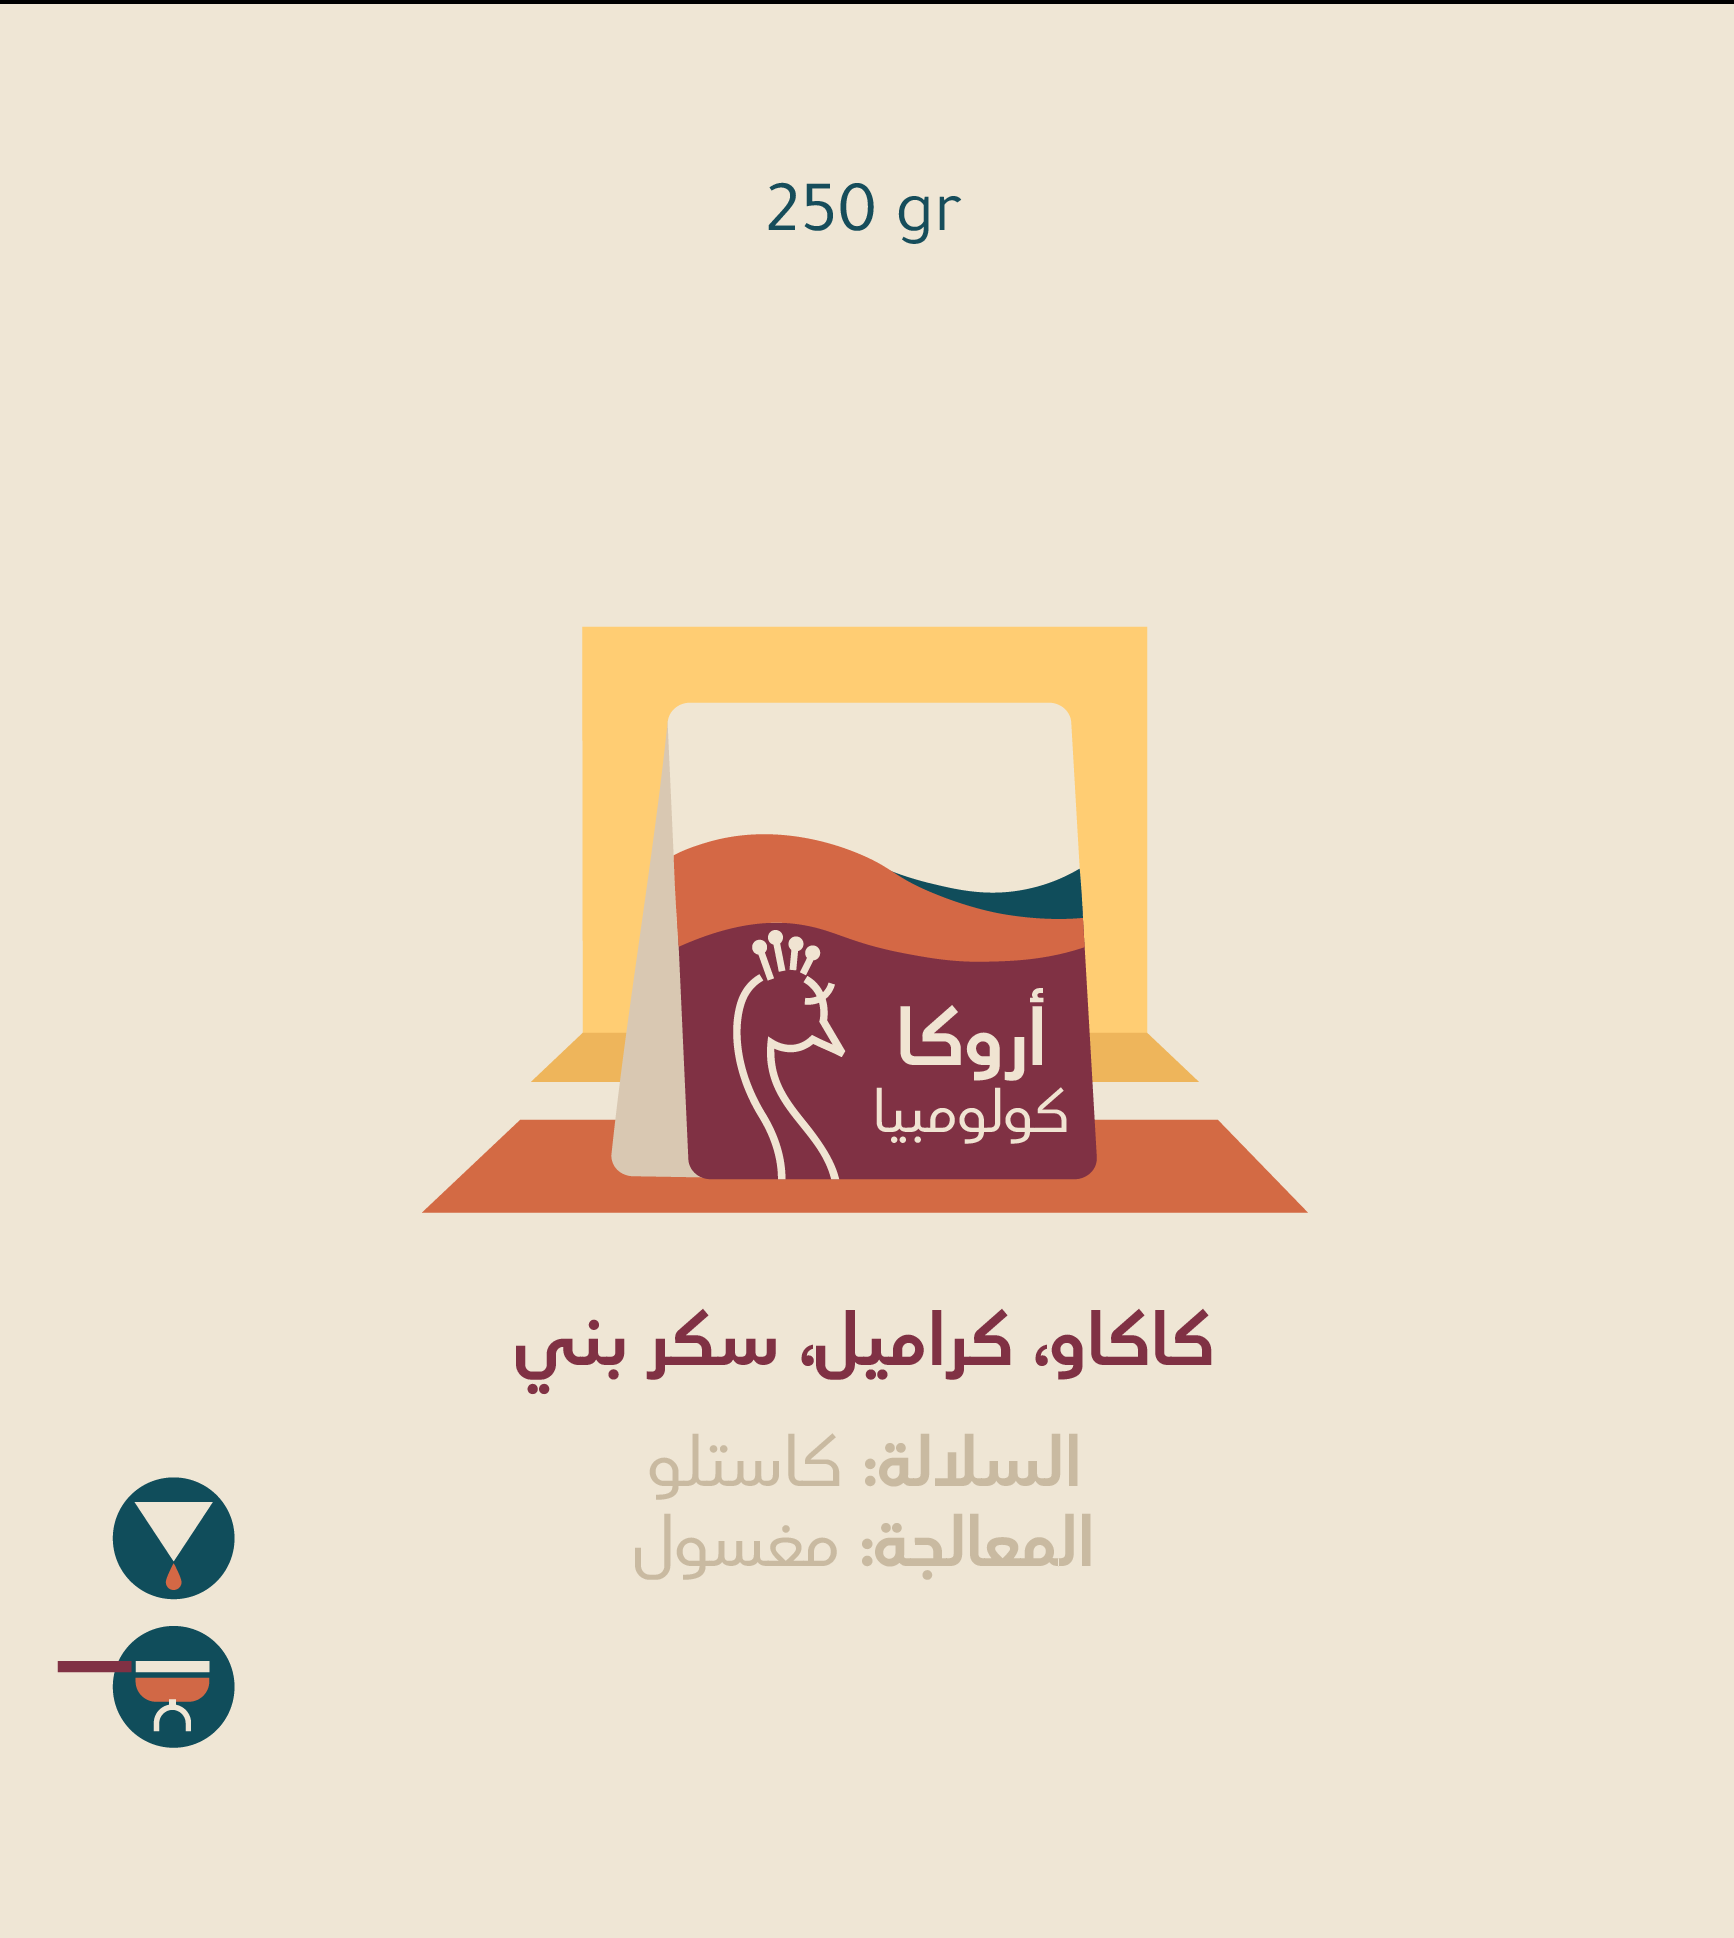 250 gr
أروكا
كولومبيا
كاكاو، كراميل، سكر بني
السلالة: كاستلو
المعالجة: مغسول